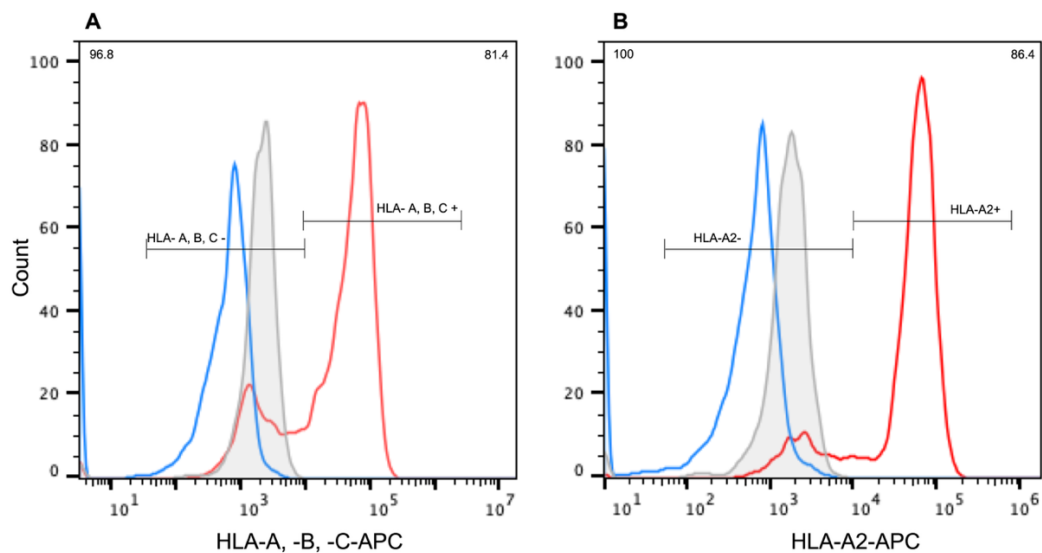 A
96.8
81.4
100
80
60
40
20
0
Count
HLA- A, B, C +
HLA- A, B, C -
10¹
10³
10⁵
10⁷
HLA-A, -B, -C-APC
B
100
86.4
100
80
60
40
20
0
HLA-A2+
HLA-A2-
10¹
10²
10³
10⁴
10⁵
10⁶
HLA-A2-APC